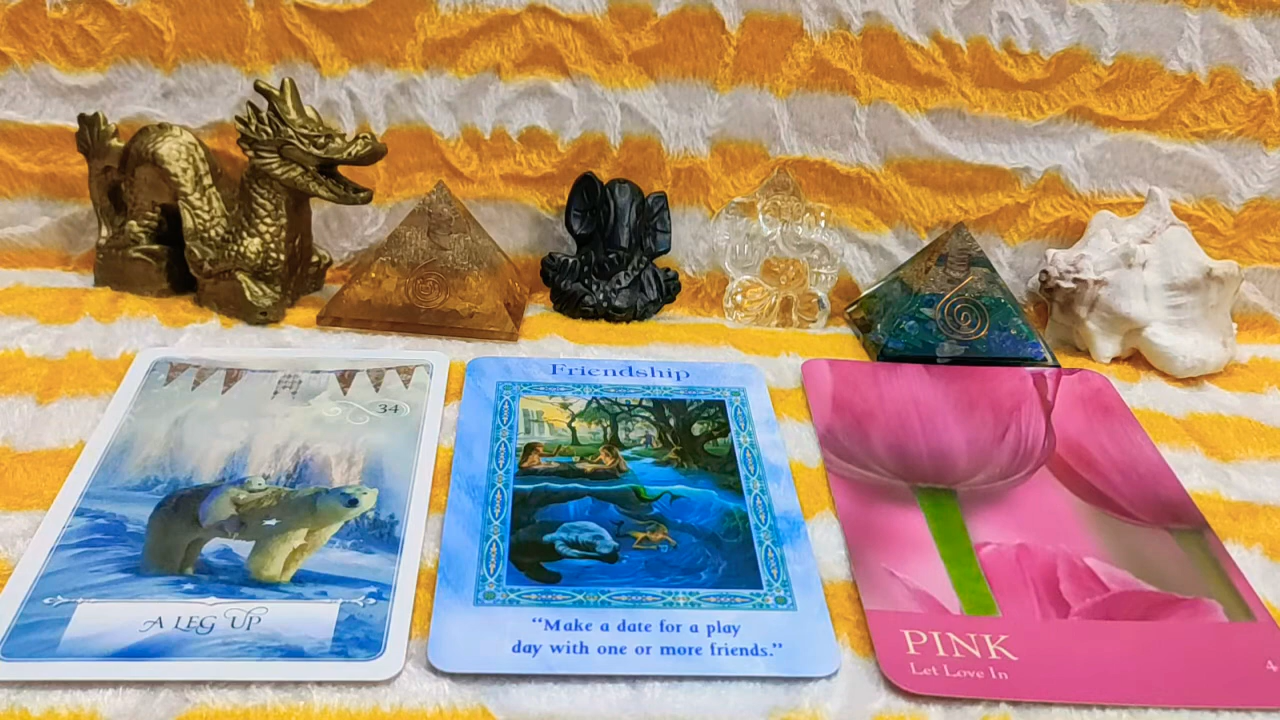 34
A LEG UP
Friendship
"Make a date for a play
day with one or more friends."
PINK
Let Love In
4